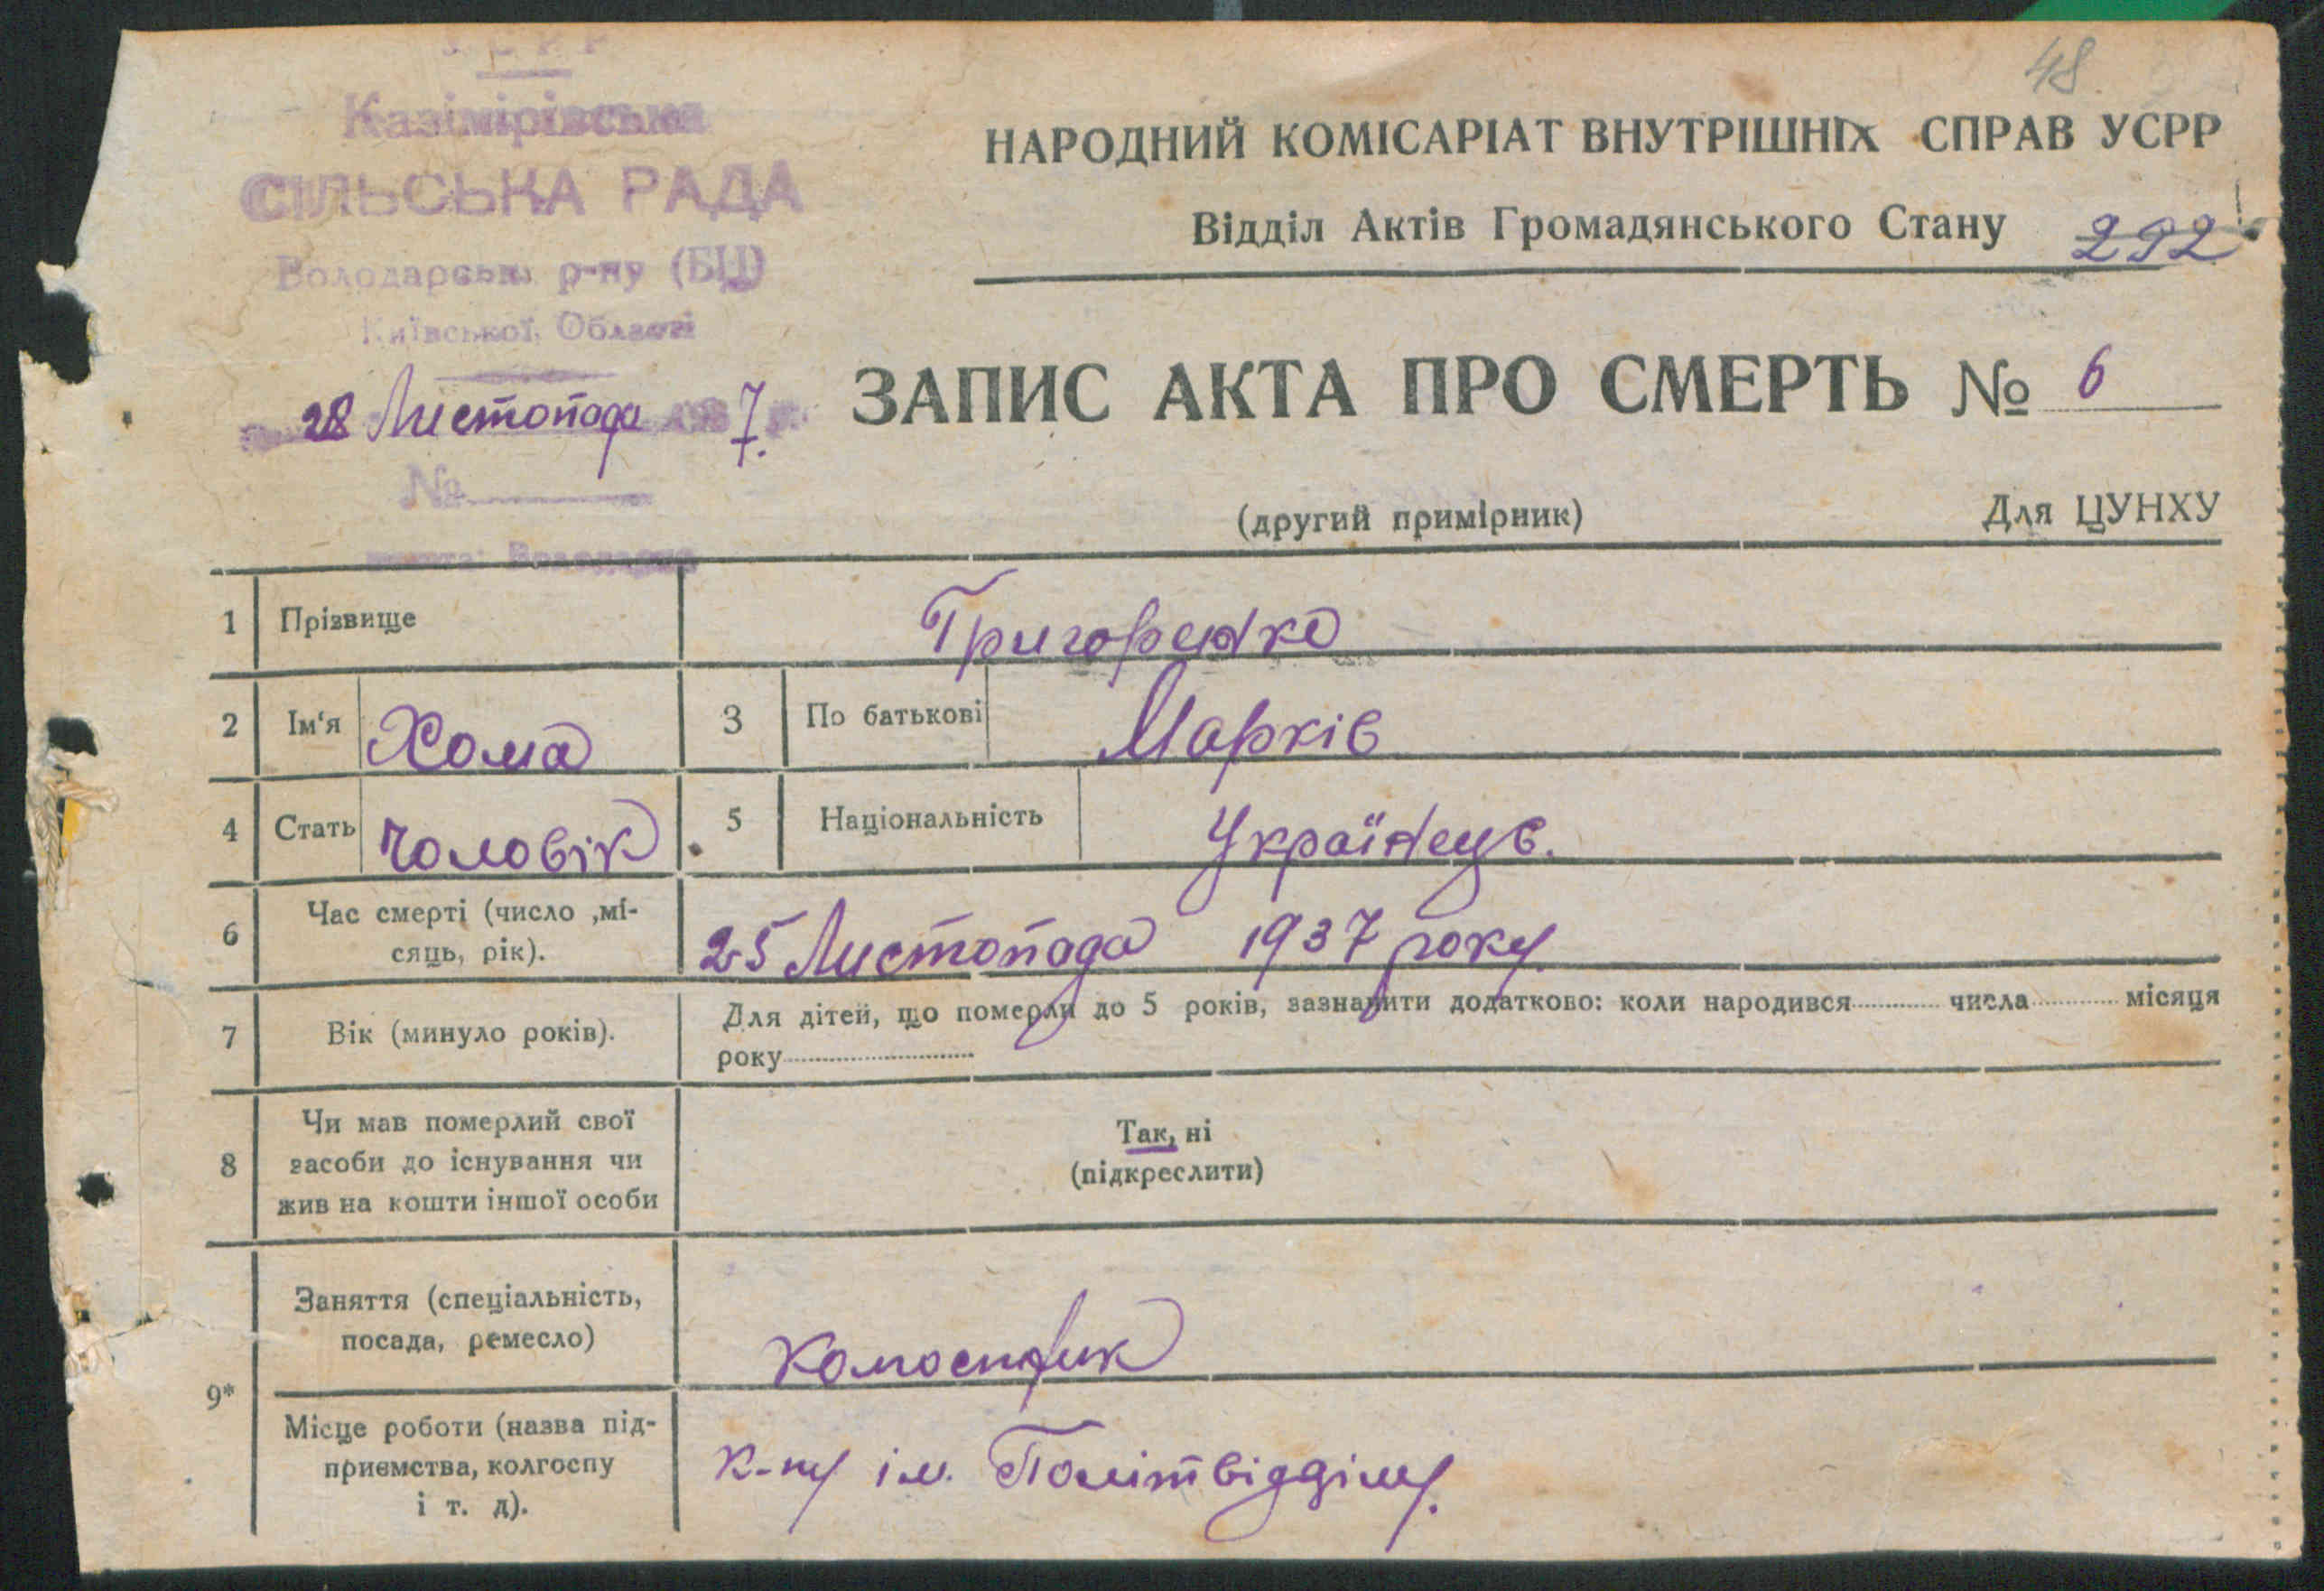 48
У С Р Р
Казімірівська
СІЛЬСЬКА РАДА
Володарськ. р-ну (БЦ)
Київської Області
28 Листопада 1937 р.
№
НАРОДНИЙ КОМІСАРІАТ ВНУТРІШНІХ СПРАВ УСРР
Відділ Актів Громадянського Стану 292
ЗАПИС АКТА ПРО СМЕРТЬ № 6
(другий примірник) Для ЦУНХУ
1 Прізвище Григоренко
2 Ім'я Хома 3 По батькові Марків
4 Стать чоловік. 5 Національність Українець.
6 Час смерті (число ,мі-
сяць, рік). 25 Листопада 1937 року.
7 Вік (минуло років). Для дітей, що померли до 5 років, зазначити додатково: коли народився числа місяця
року
8 Чи мав померлий свої
засоби до існування чи
жив на кошти іншої особи
Так, ні
(підкреслити)
9* Заняття (спеціальність,
посада, ремесло)
Місце роботи (назва під-
приємства, колгоспу
і т. д).
к-п ім. Політвідділу.